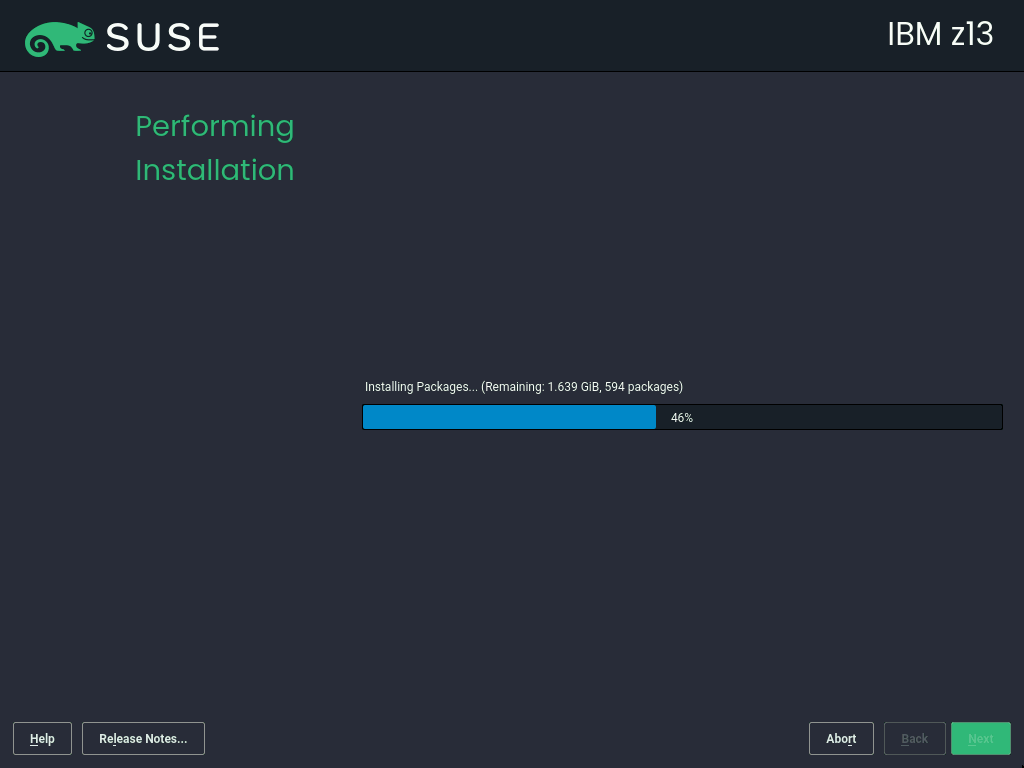 SUSE
IBM z13
Performing
Installation
Installing Packages... (Remaining: 1.639 GiB, 594 packages)
46%
Help
Release Notes...
Abort
Back
Next